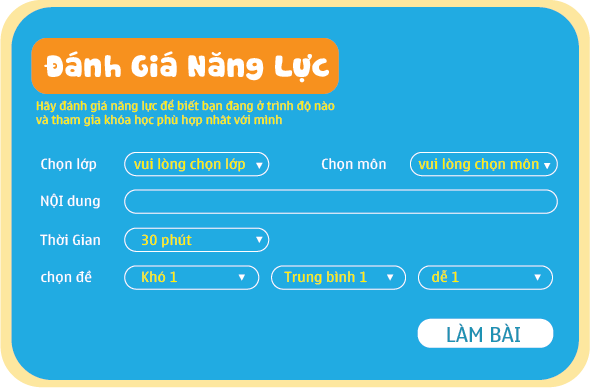 Đánh Giá Năng Lực
Hãy đánh giá năng lực để biết bạn đang ở trình độ nào
và tham gia khóa học phù hợp nhất với mình
Chọn lớp vui lòng chọn lớp Chọn môn vui lòng chọn môn
NỘI dung
Thời Gian 30 phút
chọn đề Khó 1 Trung bình 1 dễ 1
LÀM BÀI